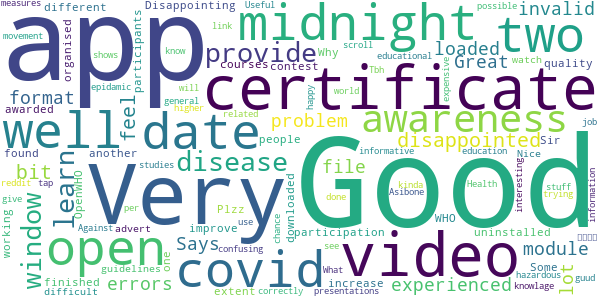 measures
different
Disappointing
Useful
possible
app
midnight
two
invalid
movement
organised
shows
know
participants
link
provide
Why
loaded
scroll
educational
watch
quality
epidemic
will
courses
contest
Tbh
Great
expensive
format
awarded
general
higher
related
feel
certificate
happy
world
well
date
problem
people
awareness
job
found
another
studies
disease
file
disappointed
Sir
bit
Very
Good
informative
education
Nice
interesting
stuff
reddit
tap
OpenWHO
per
Plzz
done
kinda
Health
Asibone
trying
information
give
working
window
learn
Against
advert
improve
use
downloaded
chance
participation
WHO
uninstalled
open
Says
confusing
see
What
module
finished
errors
guidelines
one
covid
video
experienced
Some
lot
knowlage
hazardous
guud
difficult
extent
correctly
increase
presentations